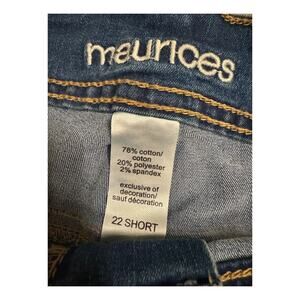 maurices
78% cotton/
coton
20% polyester
2% spandex
exclusive of
decoration/
sauf décoration
22 SHORT